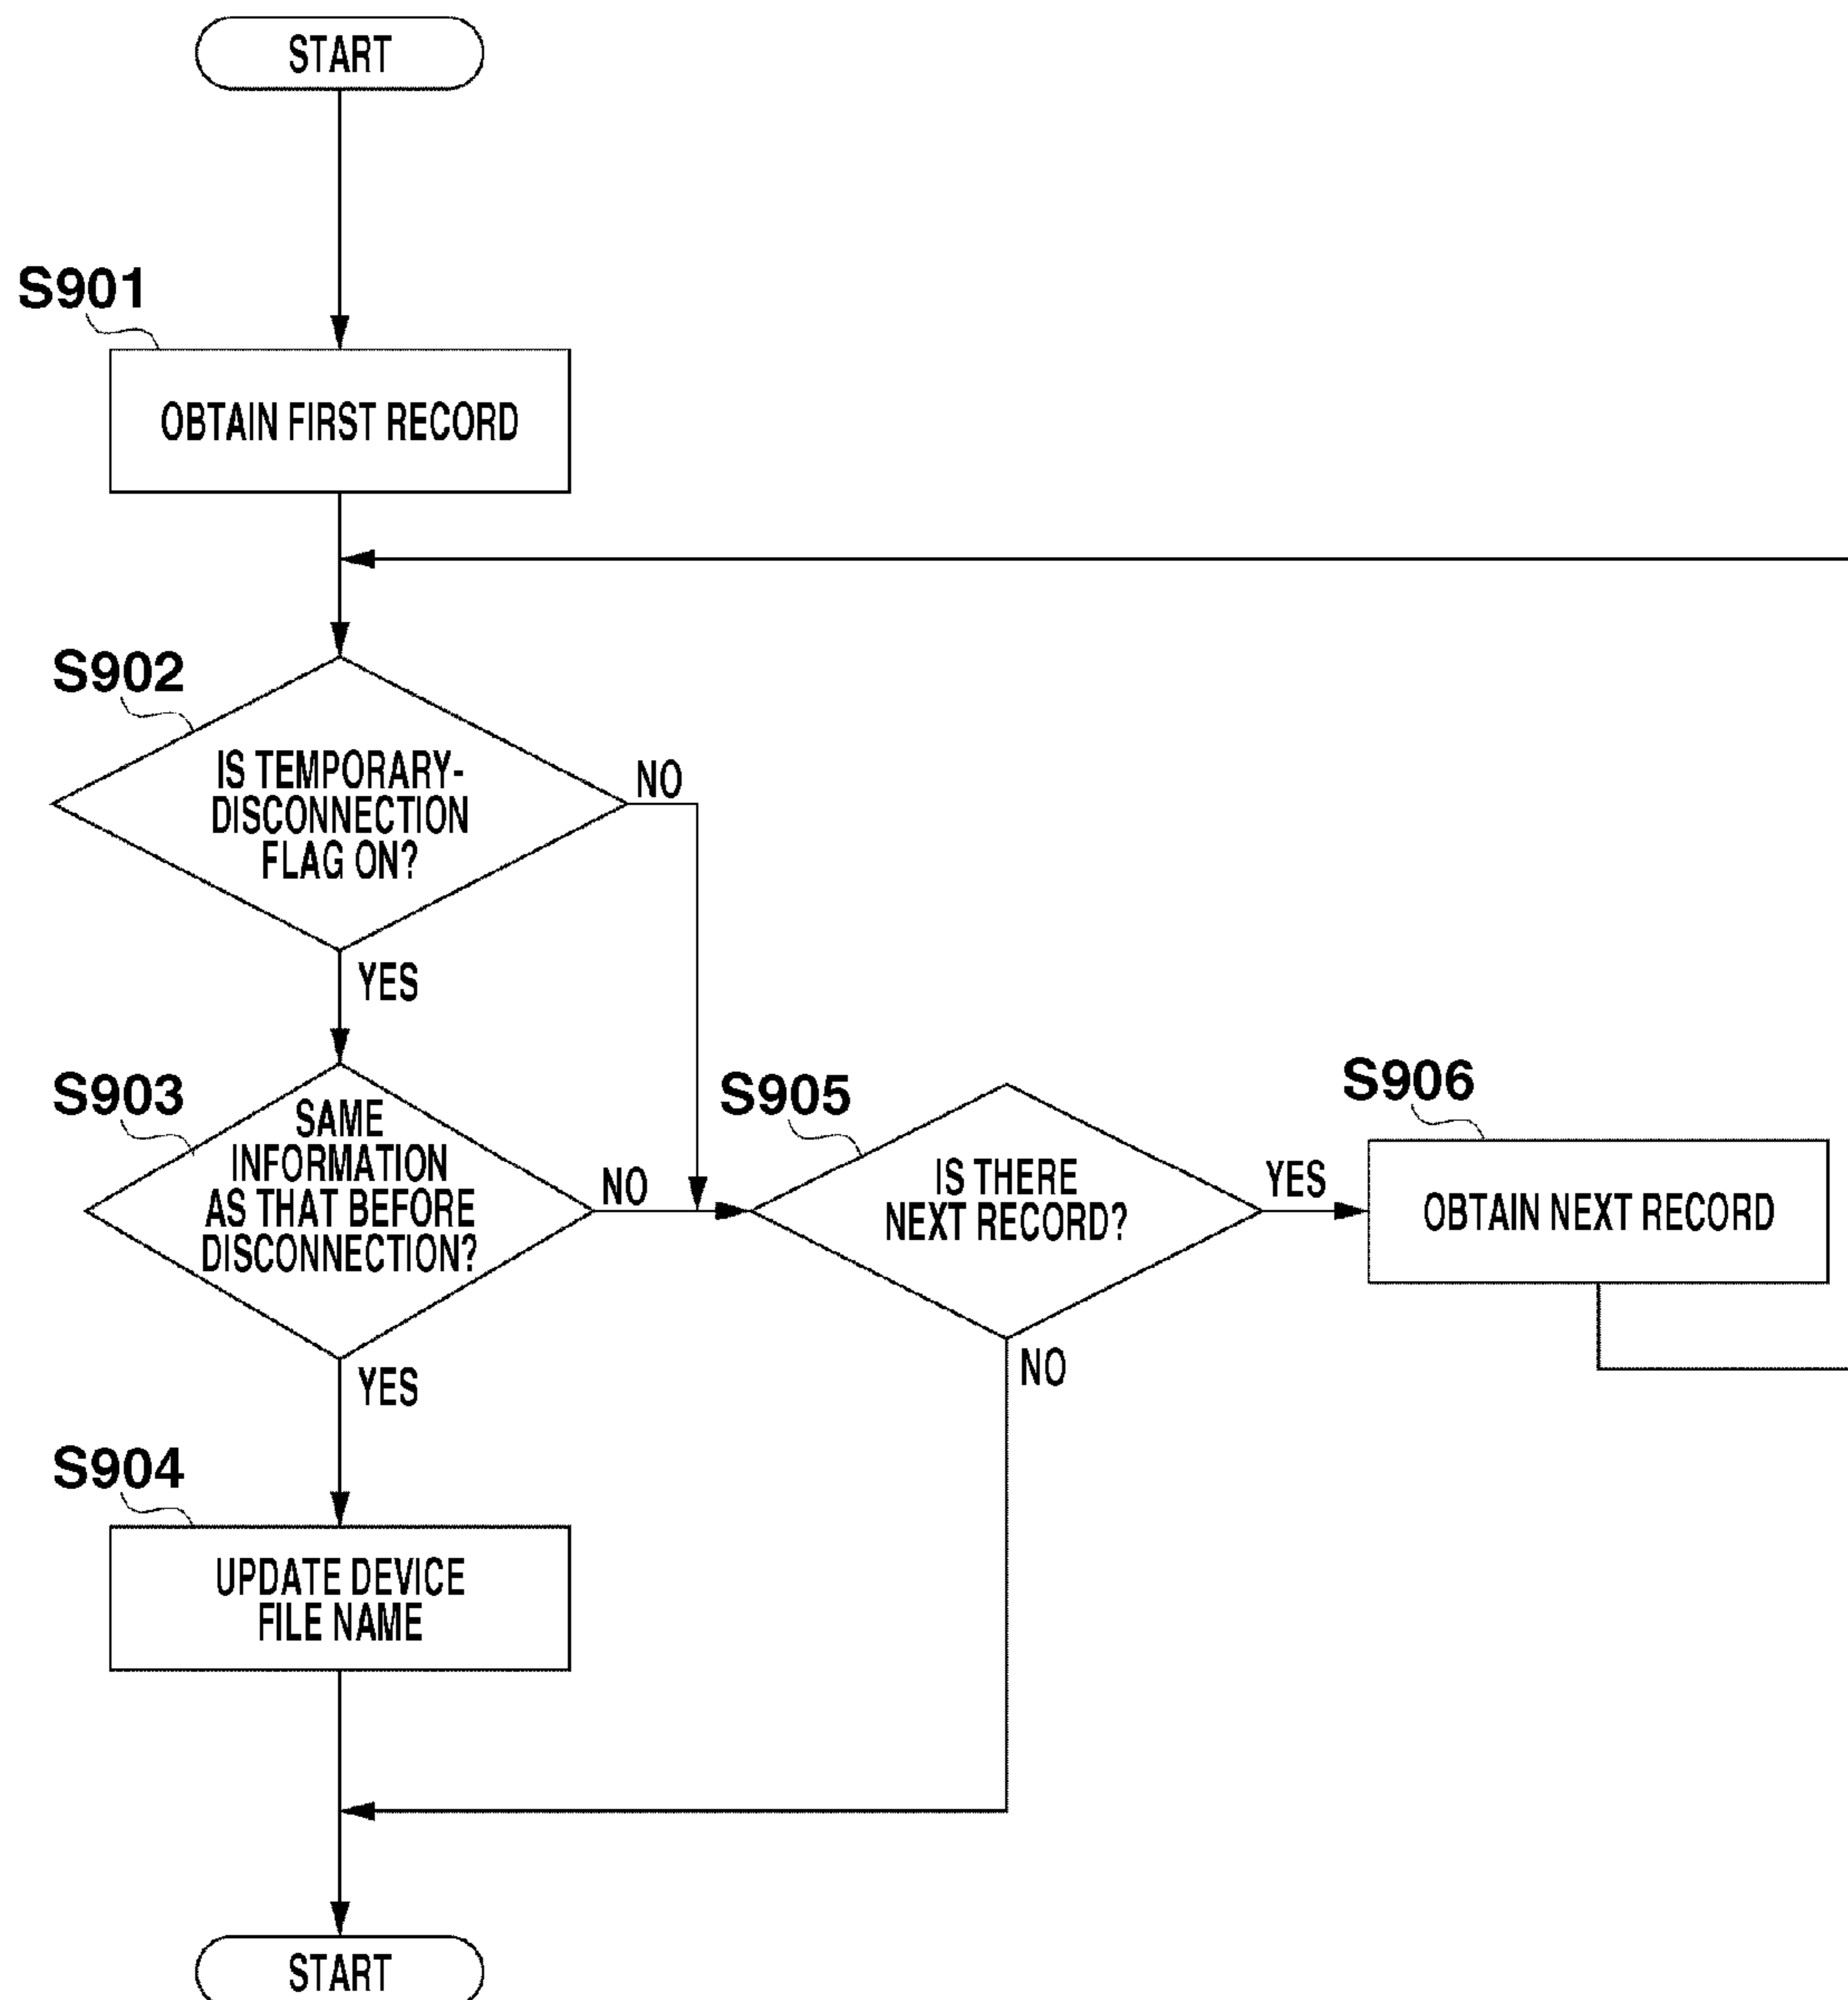 START
S901
OBTAIN FIRST RECORD
S902
IS TEMPORARY-
DISCONNECTION
FLAG ON?
NO
YES
S903
SAME
INFORMATION
AS THAT BEFORE
DISCONNECTION?
NO
S905
IS THERE
NEXT RECORD?
YES
S906
OBTAIN NEXT RECORD
YES
NO
S904
UPDATE DEVICE
FILE NAME
START